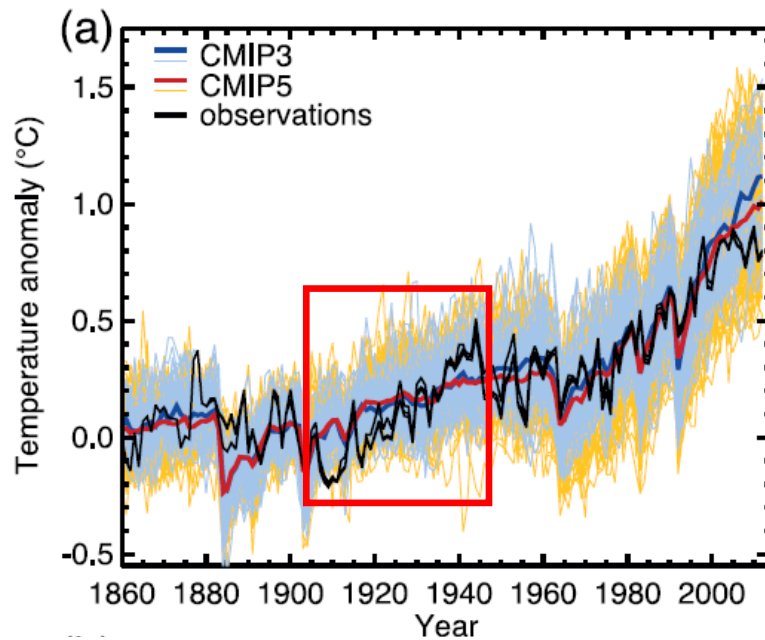 (a)
CMIP3
CMIP5
observations
Temperature anomaly (°C)
1.5
1.0
0.5
0.0
-0.5
1860 1880 1900 1920 1940 1960 1980 2000
Year